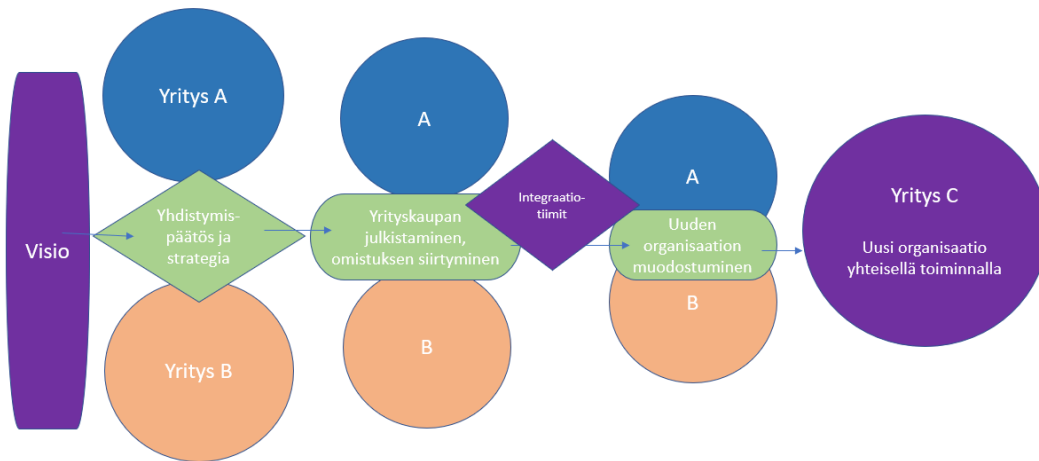 Visio
Yritys A
Yhdistymis-
päätös ja
strategia
Yritys B
A
Yrityskaupan
julkistaminen,
omistuksen siirtyminen
B
Integraatio-
tiimit
A
Uuden
organisaation
muodostuminen
B
Yritys C
Uusi organisaatio
yhteisellä toiminnalla